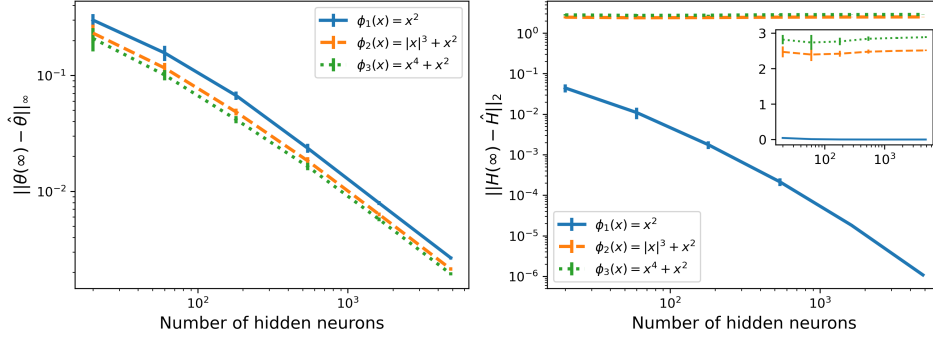 ϕ₁(x) = x²
ϕ₂(x) = |x|³ + x²
ϕ₃(x) = x⁴ + x²
10⁻¹
10⁻²
||θ(∞) − θ̂||∞
10² 10³
Number of hidden neurons
10⁰
10⁻¹
10⁻²
10⁻³
10⁻⁴
10⁻⁵
10⁻⁶
||H(∞) − Ĥ||₂
3
2
1
0
10² 10³
ϕ₁(x) = x²
ϕ₂(x) = |x|³ + x²
ϕ₃(x) = x⁴ + x²
10² 10³
Number of hidden neurons